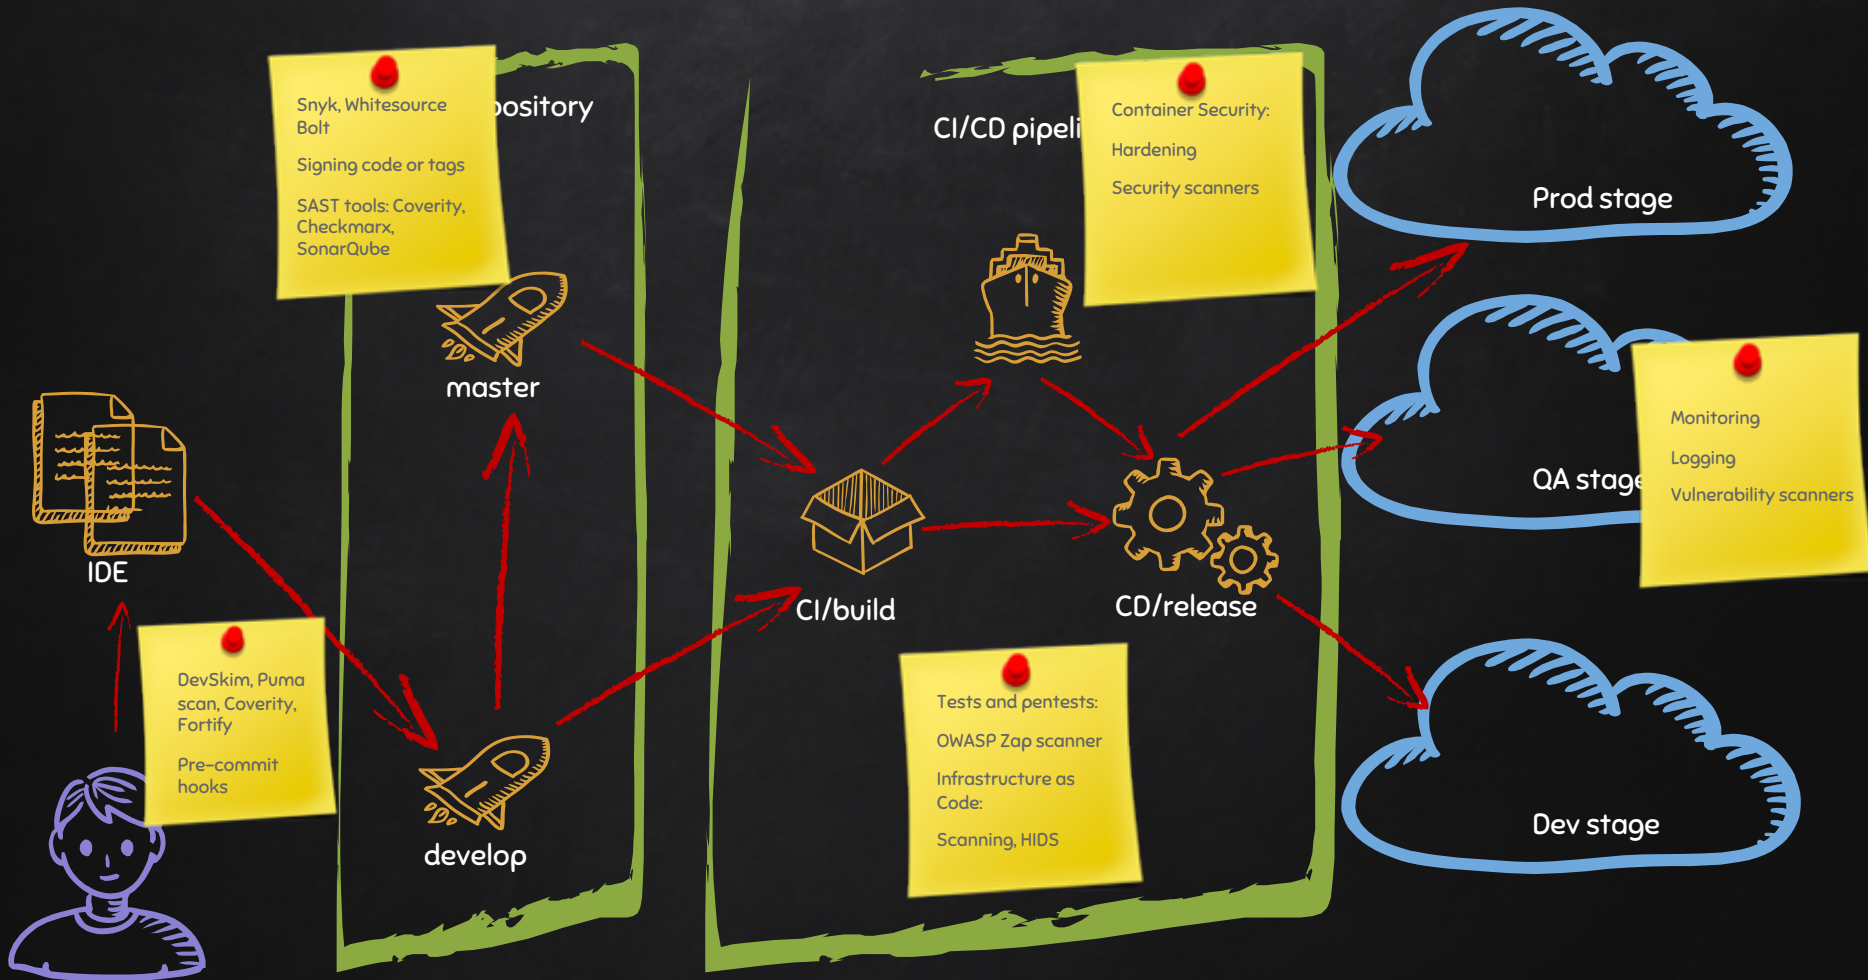 Snyk, Whitesource
Bolt
Signing code or tags
SAST tools: Coverity,
Checkmarx,
SonarQube
pository
CI/CD pipeli
Container Security:
Hardening
Security scanners
Prod stage
master
IDE
DevSkim, Puma
scan, Coverity,
Fortify
Pre-commit
hooks
develop
CI/build
CD/release
Tests and pentests:
OWASP Zap scanner
Infrastructure as
Code:
Scanning, HIDS
QA stage
Monitoring
Logging
Vulnerability scanners
Dev stage